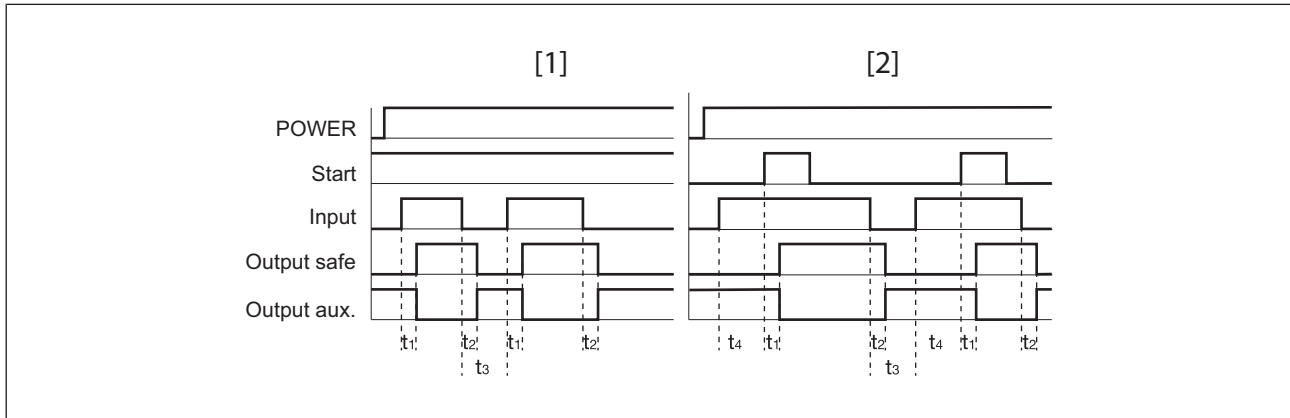 [1] [2]
POWER
Start
Input
Output safe
Output aux.
t1 t2 t1 t2 t4 t1 t2 t4 t1 t2
t3 t3